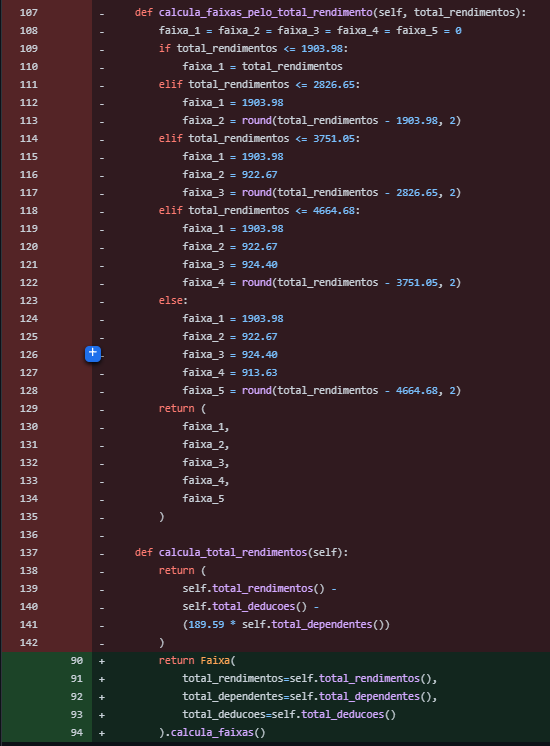 107 - def calcula_faixas_pelo_total_rendimento(self, total_rendimentos):
108 - faixa_1 = faixa_2 = faixa_3 = faixa_4 = faixa_5 = 0
109 - if total_rendimentos <= 1903.98:
110 - faixa_1 = total_rendimentos
111 - elif total_rendimentos <= 2826.65:
112 - faixa_1 = 1903.98
113 - faixa_2 = round(total_rendimentos - 1903.98, 2)
114 - elif total_rendimentos <= 3751.05:
115 - faixa_1 = 1903.98
116 - faixa_2 = 922.67
117 - faixa_3 = round(total_rendimentos - 2826.65, 2)
118 - elif total_rendimentos <= 4664.68:
119 - faixa_1 = 1903.98
120 - faixa_2 = 922.67
121 - faixa_3 = 924.40
122 - faixa_4 = round(total_rendimentos - 3751.05, 2)
123 - else:
124 - faixa_1 = 1903.98
125 - faixa_2 = 922.67
126 + - faixa_3 = 924.40
127 - faixa_4 = 913.63
128 - faixa_5 = round(total_rendimentos - 4664.68, 2)
129 - return (
130 - faixa_1,
131 - faixa_2,
132 - faixa_3,
133 - faixa_4,
134 - faixa_5
135 - )
136 -
137 - def calcula_total_rendimentos(self):
138 - return (
139 - self.total_rendimentos() -
140 - self.total_deducoes() -
141 - (189.59 * self.total_dependentes())
142 - )
90 + return Faixa(
91 + total_rendimentos=self.total_rendimentos(),
92 + total_dependentes=self.total_dependentes(),
93 + total_deducoes=self.total_deducoes()
94 + ).calcula_faixas()